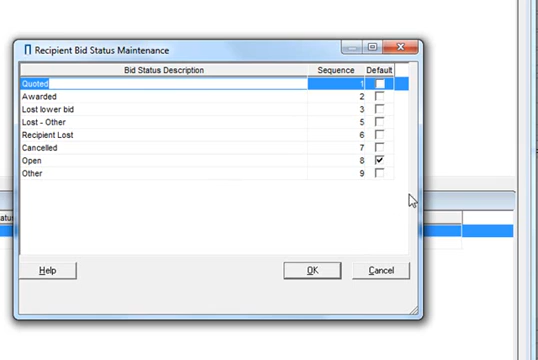 Recipient Bid Status Maintenance
Bid Status Description Sequence Default
Quoted 1
Awarded 2
Lost lower bid 3
Lost - Other 5
Recipient Lost 6
Cancelled 7
Open 8
Other 9
Help OK Cancel